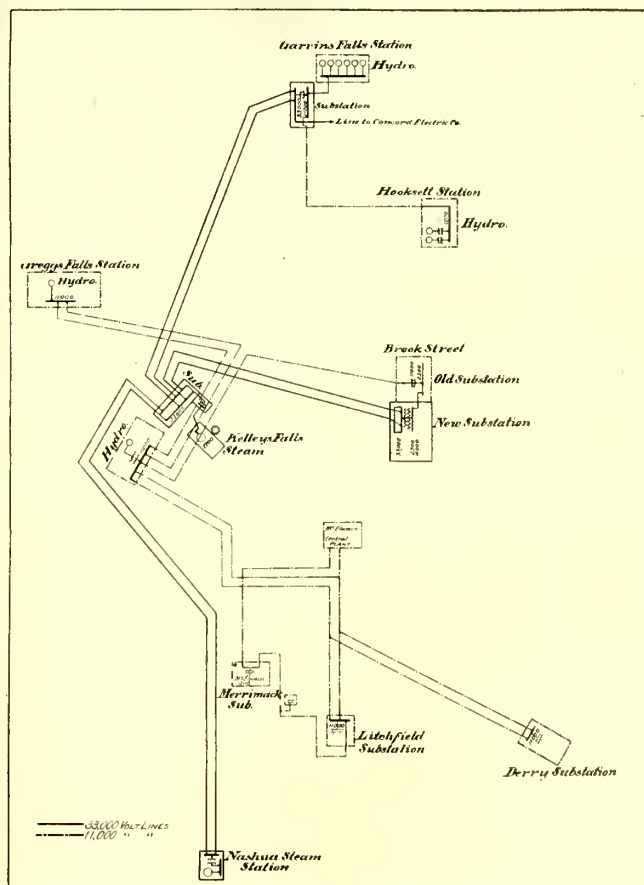 Garvins Falls Station
Hydro.
Substation
Line to Concord Electric Co.
Hooksett Station
Hydro.
Greggs Falls Station
Hydro.
11000
Brook Street
Old Substation
New Substation
33000
Sub.
Kelleys Falls
Steam
Hydro.
Central
PLANT
Merrimack
Sub.
Litchfield
Substation
Derry Substation
33,000 VOLT LINES
11,000 " "
Nashua Steam
Station